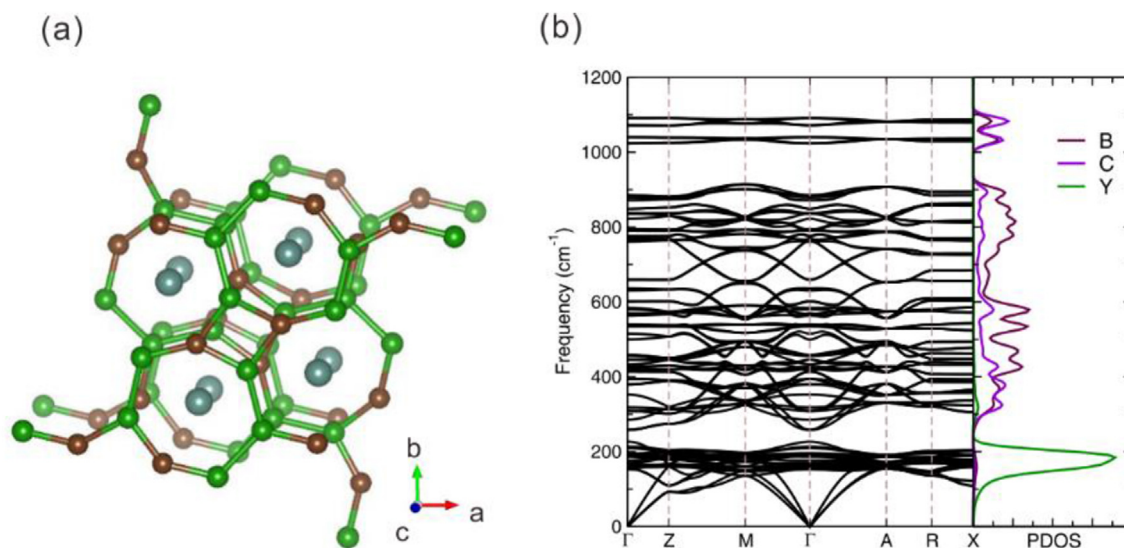 (a)
(b)
b
a
c
1200
1000
800
600
400
200
0
Frequency (cm⁻¹)
Γ Z M Γ A R X PDOS
B
C
Y